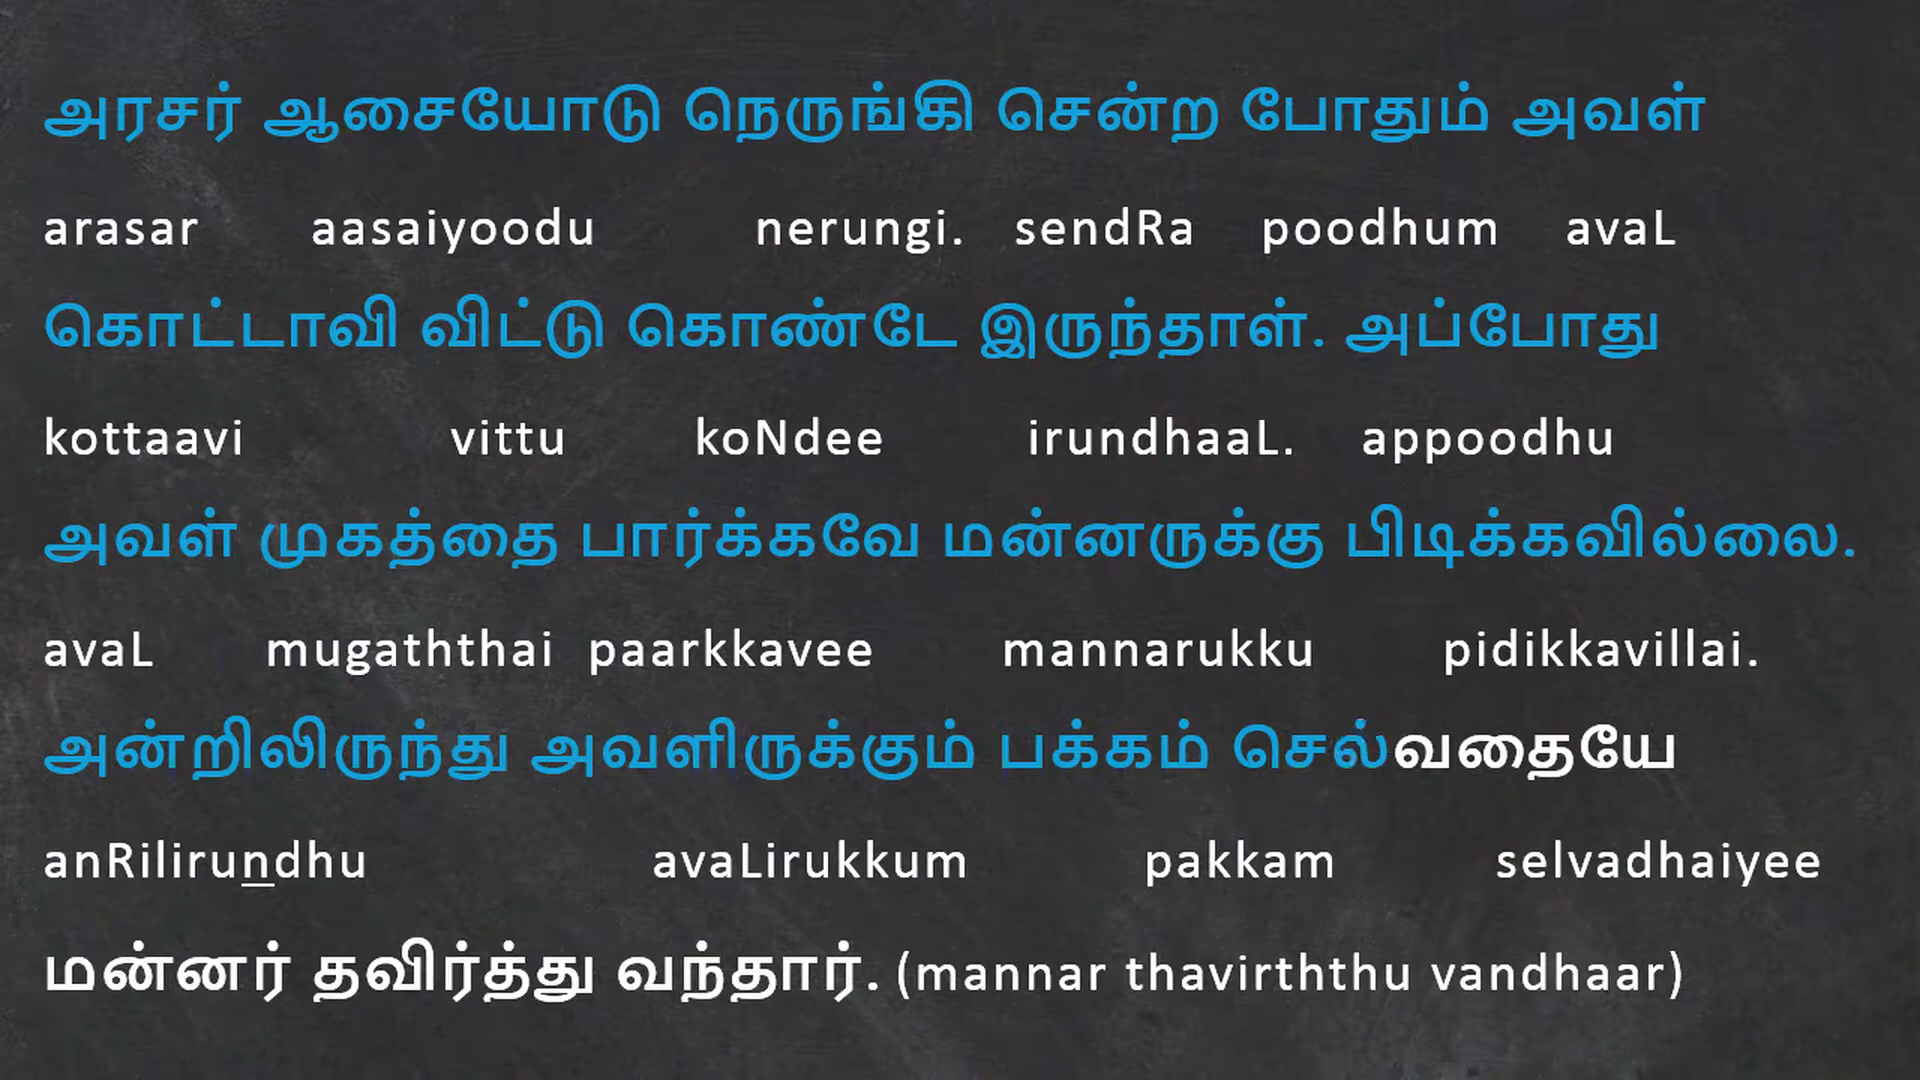 அரசர் ஆசையோடு நெருங்கி சென்ற போதும் அவள்
arasar aasaiyoodu nerungi. sendRa poodhum avaL
கொட்டாவி விட்டு கொண்டே இருந்தாள். அப்போது
kottaavi vittu koNdee irundhaaL. appoodhu
அவள் முகத்தை பார்க்கவே மன்னருக்கு பிடிக்கவில்லை.
avaL mugaththai paarkkavee mannarukku pidikkavillai.
அன்றிலிருந்து அவளிருக்கும் பக்கம் செல்வதையே
anRilirundhu avaLirukkum pakkam selvadhaiyee
மன்னர் தவிர்த்து வந்தார். (mannar thavirththu vandhaar)